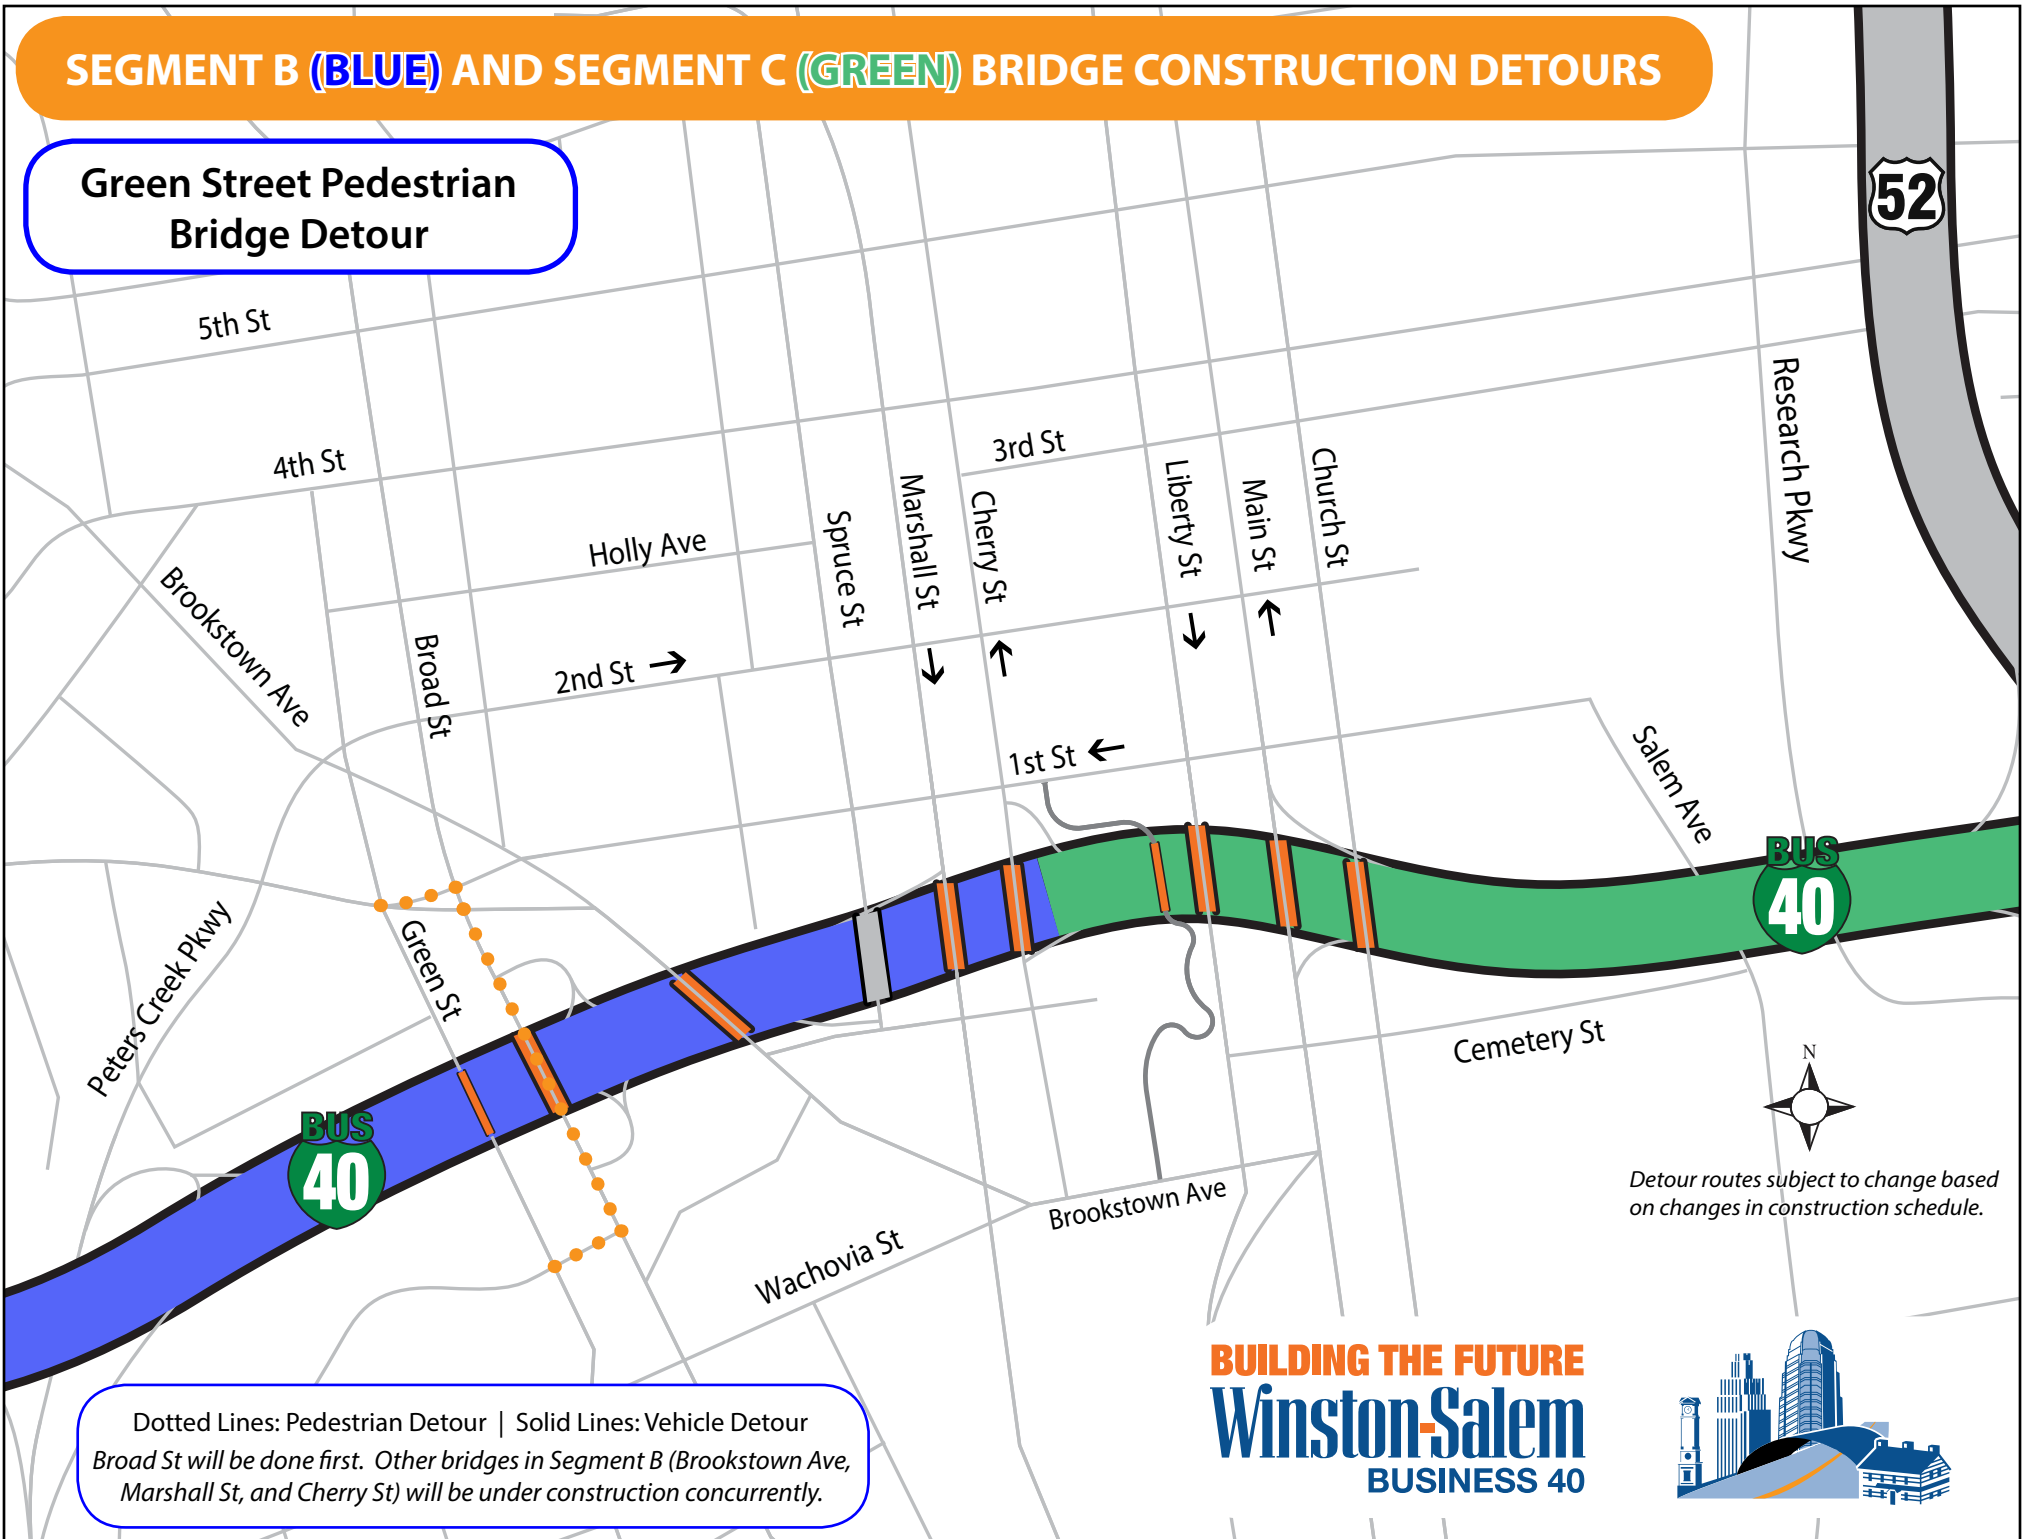 SEGMENT B (BLUE) AND SEGMENT C (GREEN) BRIDGE CONSTRUCTION DETOURS
Green Street Pedestrian
Bridge Detour
52
5th St
4th St
3rd St
Holly Ave
2nd St
1st St
Brookstown Ave
Broad St
Spruce St
Marshall St
Cherry St
Liberty St
Main St
Church St
Research Pkwy
Salem Ave
Peters Creek Pkwy
Green St
BUS
40
BUS
40
Cemetery St
N
Brookstown Ave
Wachovia St
Detour routes subject to change based
on changes in construction schedule.
Dotted Lines: Pedestrian Detour | Solid Lines: Vehicle Detour
Broad St will be done first. Other bridges in Segment B (Brookstown Ave,
Marshall St, and Cherry St) will be under construction concurrently.
BUILDING THE FUTURE
Winston-Salem
BUSINESS 40